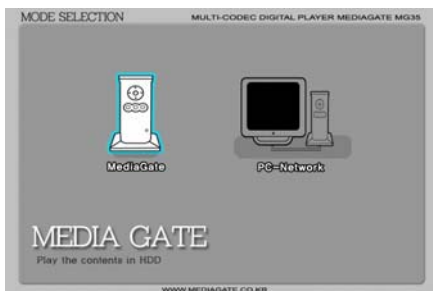 MODE SELECTION
MULTI-CODEC DIGITAL PLAYER MEDIAGATE MG35
MediaGate
PC-Network
MEDIA GATE
Play the contents in HDD
WWW.MEDIAGATE.CO.KR